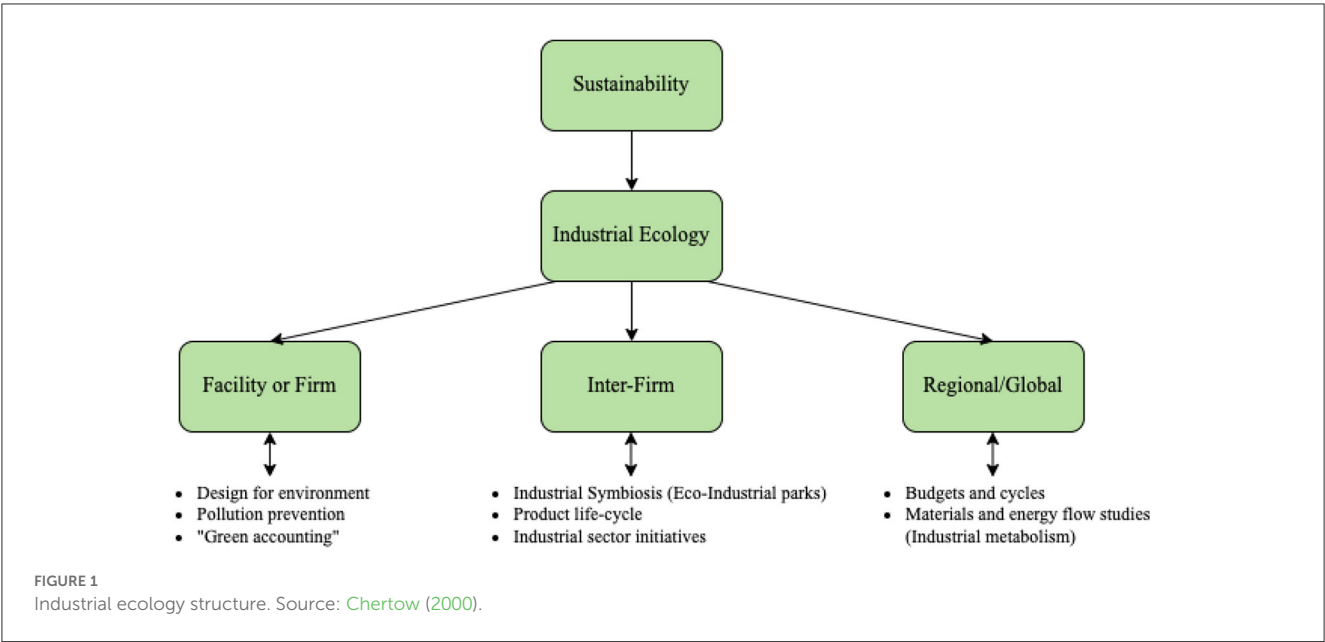 Sustainability
Industrial Ecology
Facility or Firm
Inter-Firm
Regional/Global
• Design for environment
• Pollution prevention
• "Green accounting"
• Industrial Symbiosis (Eco-Industrial parks)
• Product life-cycle
• Industrial sector initiatives
• Budgets and cycles
• Materials and energy flow studies
(Industrial metabolism)
FIGURE 1
Industrial ecology structure. Source: Chertow (2000).